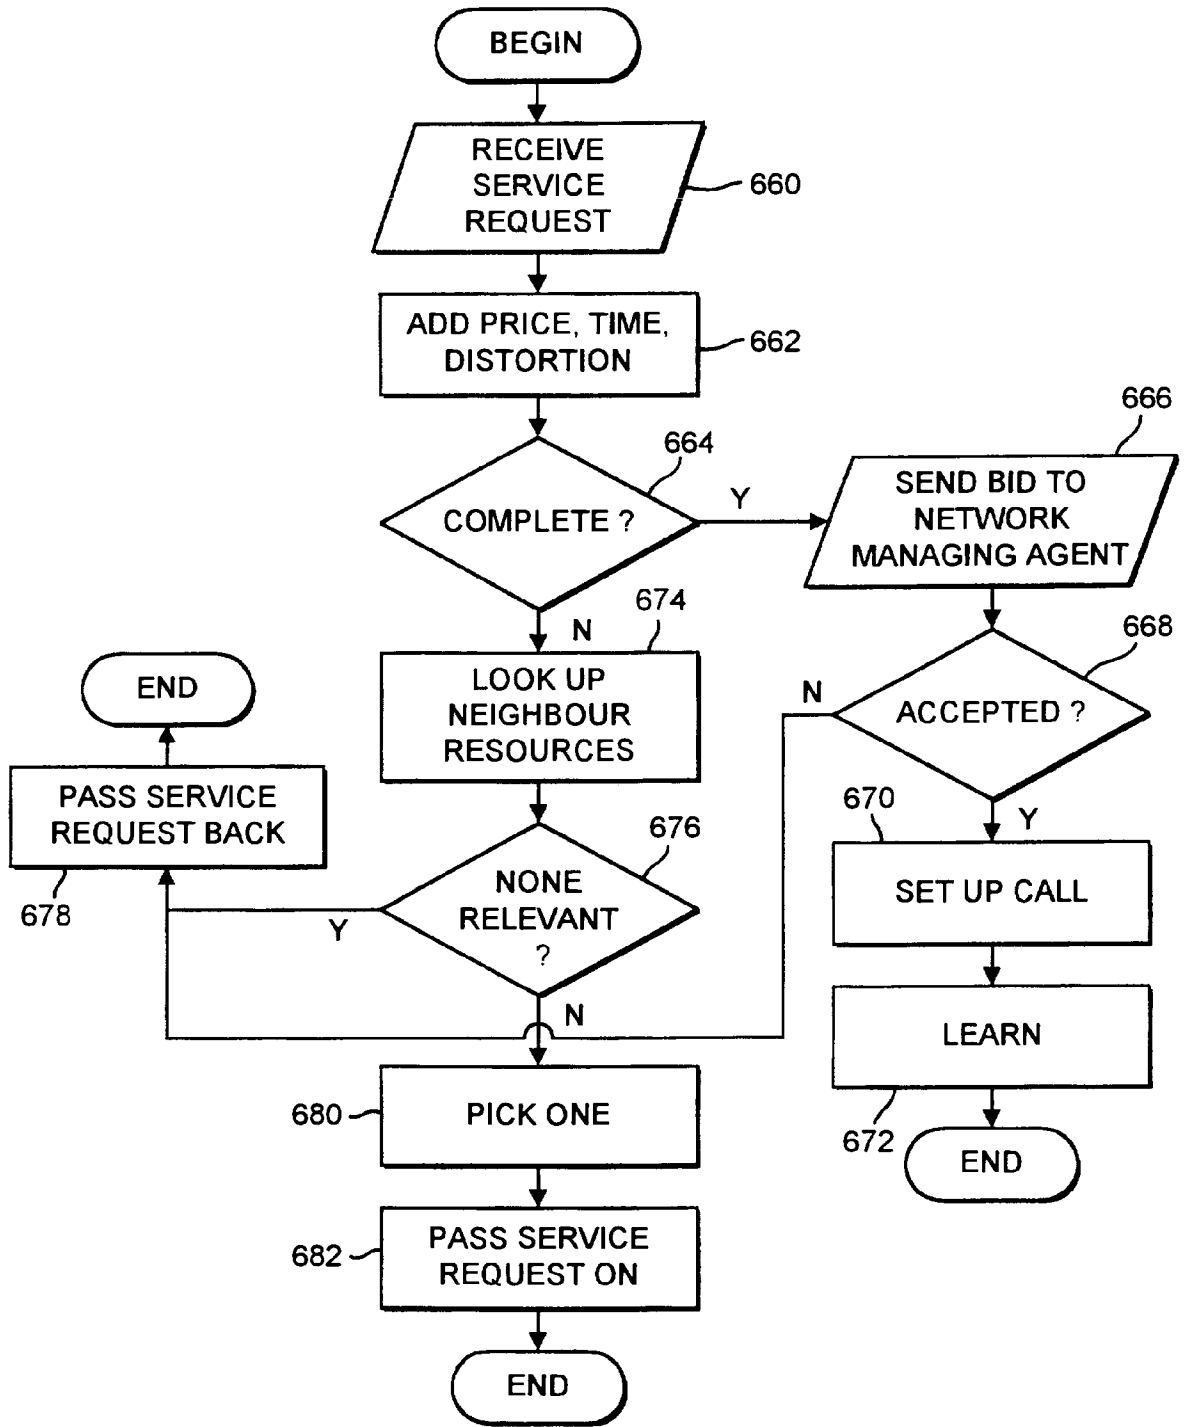 BEGIN
RECEIVE
SERVICE
REQUEST
660
ADD PRICE, TIME,
DISTORTION
662
COMPLETE ?
664
Y
N
SEND BID TO
NETWORK
MANAGING AGENT
666
ACCEPTED ?
668
N
Y
LOOK UP
NEIGHBOUR
RESOURCES
674
END
PASS SERVICE
REQUEST BACK
678
NONE
RELEVANT
?
676
Y
N
SET UP CALL
670
LEARN
672
END
PICK ONE
680
PASS SERVICE
REQUEST ON
682
END